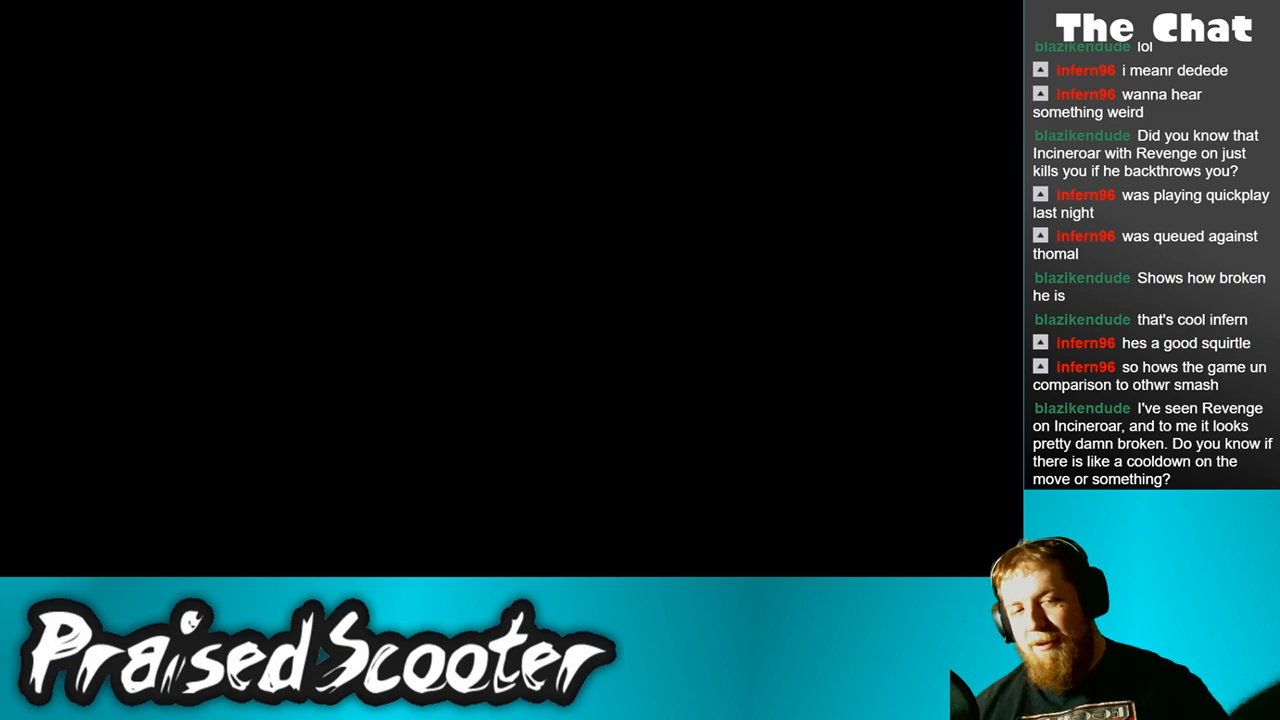 The Chat
blazikendude lol
infern96 i meanr dedede
infern96 wanna hear
something weird
blazikendude Did you know that
Incineroar with Revenge on just
kills you if he backthrows you?
infern96 was playing quickplay
last night
infern96 was queued against
thomal
blazikendude Shows how broken
he is
blazikendude that's cool infern
infern96 hes a good squirtle
infern96 so hows the game un
comparison to othwr smash
blazikendude I've seen Revenge
on Incineroar, and to me it looks
pretty damn broken. Do you know if
there is like a cooldown on the
move or something?
PraisedScooter